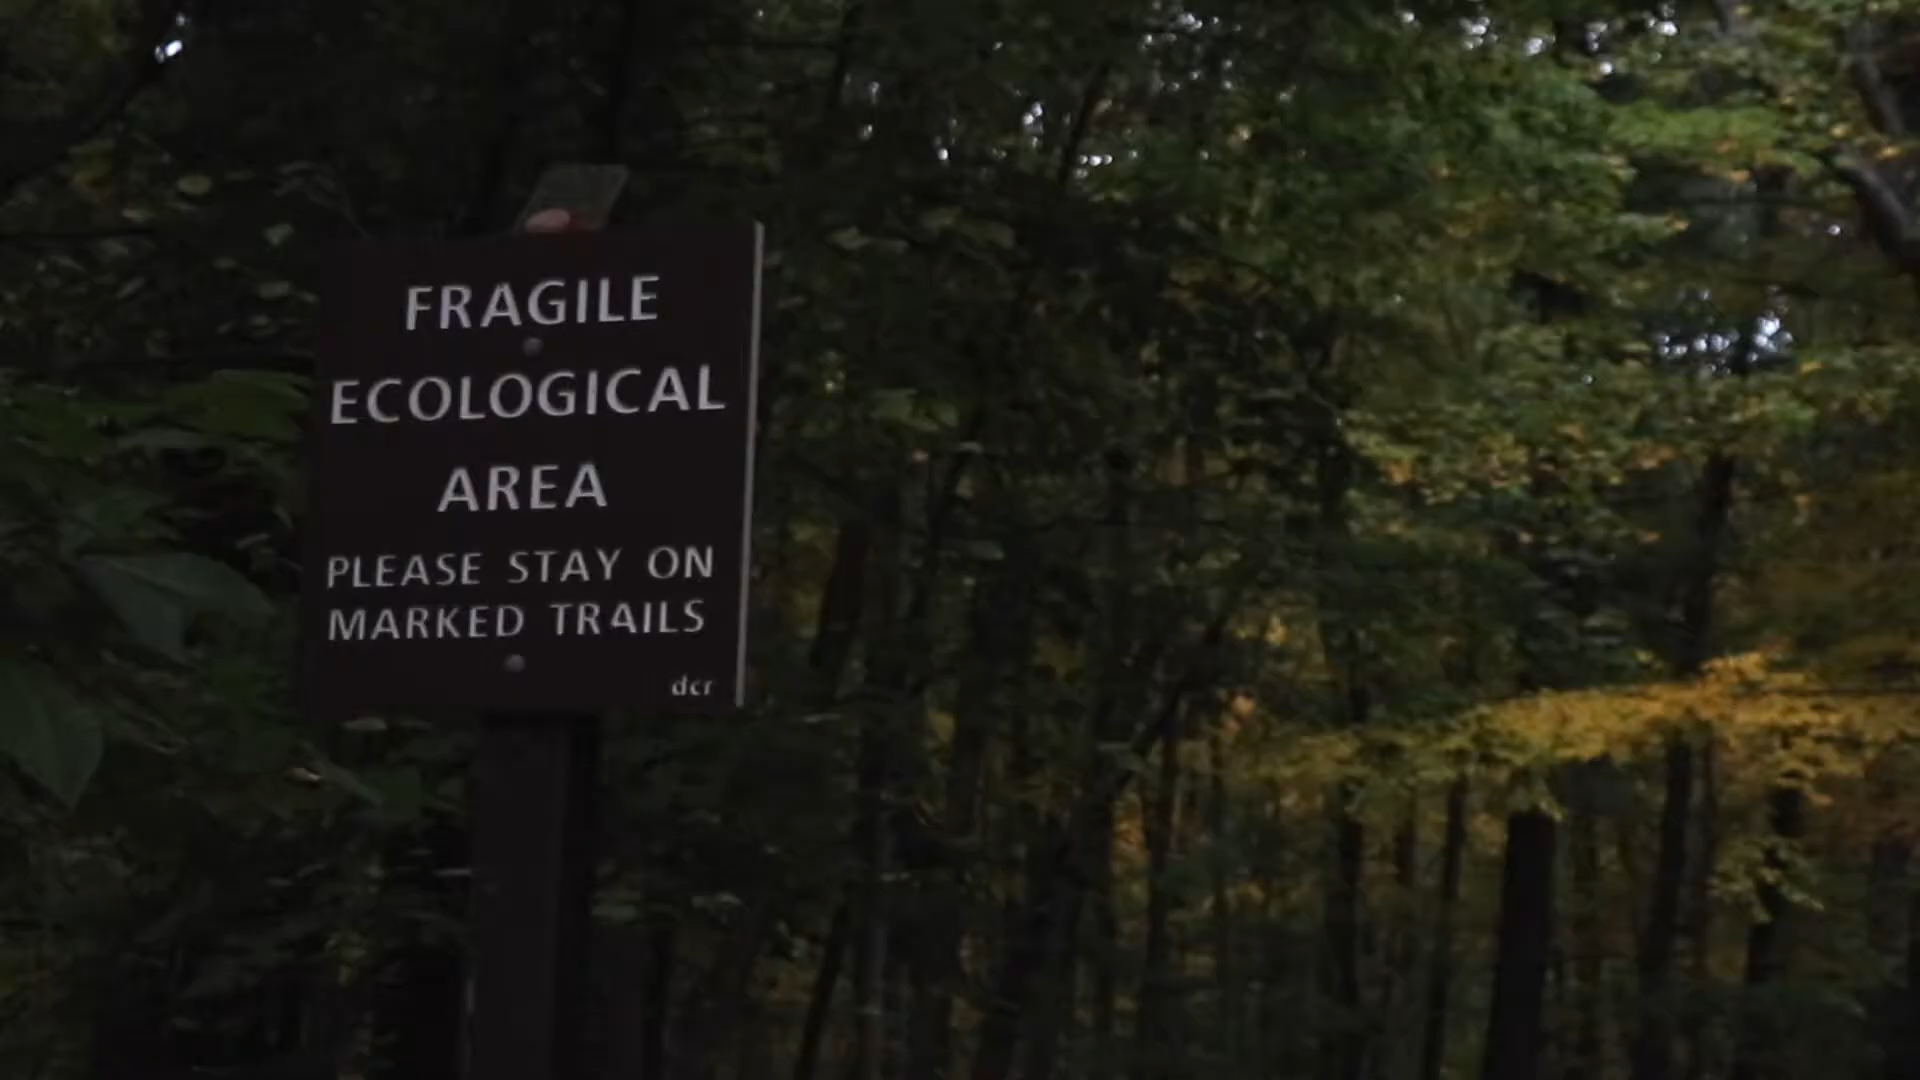 FRAGILE
ECOLOGICAL
AREA
PLEASE STAY ON
MARKED TRAILS
dcr